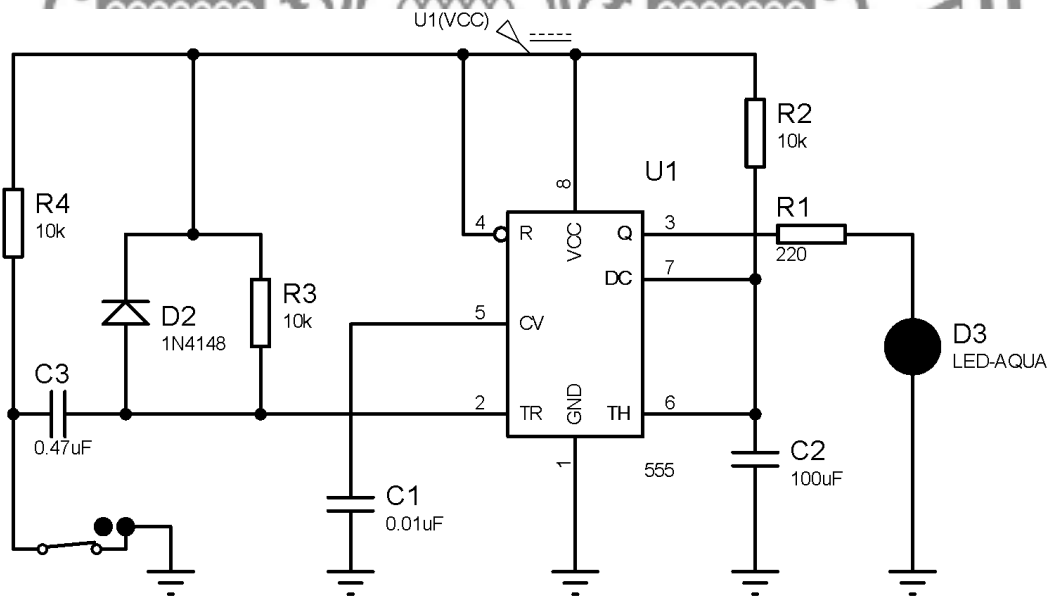 U1(VCC)
R2
10k
U1
R4
10k
8
R1
4
R
VCC
Q
3
220
DC
7
R3
10k
D2
1N4148
5
CV
D3
LED-AQUA
C3
0.47uF
2
TR
GND
TH
6
C2
100uF
1
555
C1
0.01uF